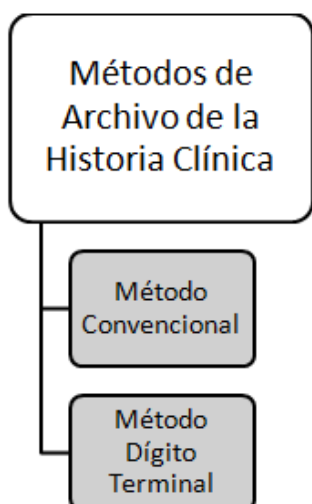 Métodos de
Archivo de la
Historia Clínica
Método
Convencional
Método
Dígito
Terminal